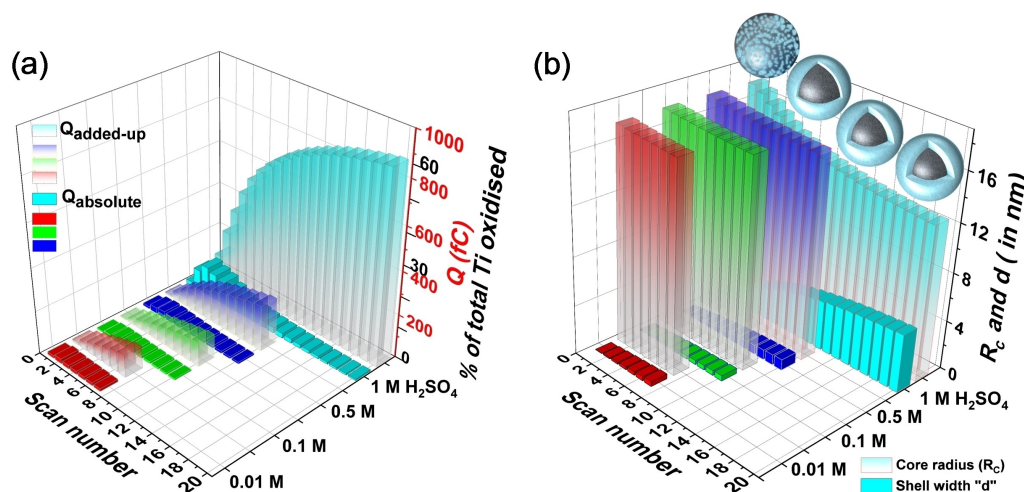 (a)
Q added-up
Q absolute
1000
800
600
400
200
60
30
0
Q (fC)
% of total Ti oxidised
0
2
4
6
8
10
12
14
16
18
20
Scan number
0.01 M
0.1 M
0.5 M
1 M H2SO4
(b)
16
12
8
4
0
Rc and d ( in nm)
0
2
4
6
8
10
12
14
16
18
20
Scan number
0.01 M
0.1 M
0.5 M
1 M H2SO4
Core radius (Rc)
Shell width "d"